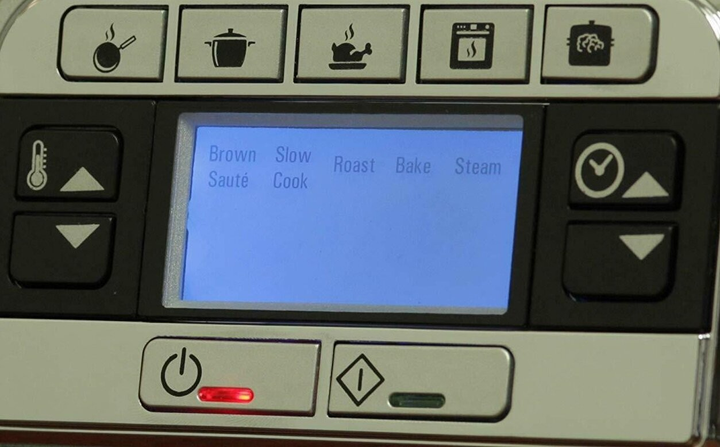 Brown Slow Roast Bake Steam
Sauté Cook